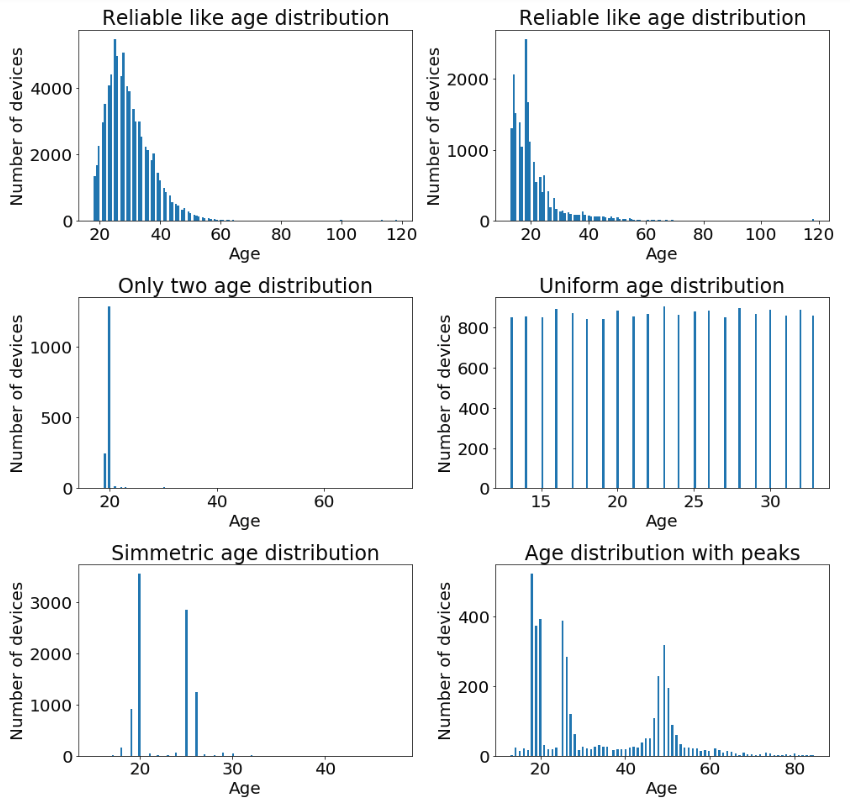 Reliable like age distribution
Number of devices
4000
2000
0
20 40 60 80 100 120
Age
Reliable like age distribution
Number of devices
2000
1000
0
20 40 60 80 100 120
Age
Only two age distribution
Number of devices
1000
500
0
20 40 60
Age
Uniform age distribution
Number of devices
800
600
400
200
0
15 20 25 30
Age
Simmetric age distribution
Number of devices
3000
2000
1000
0
20 30 40
Age
Age distribution with peaks
Number of devices
400
200
0
20 40 60 80
Age